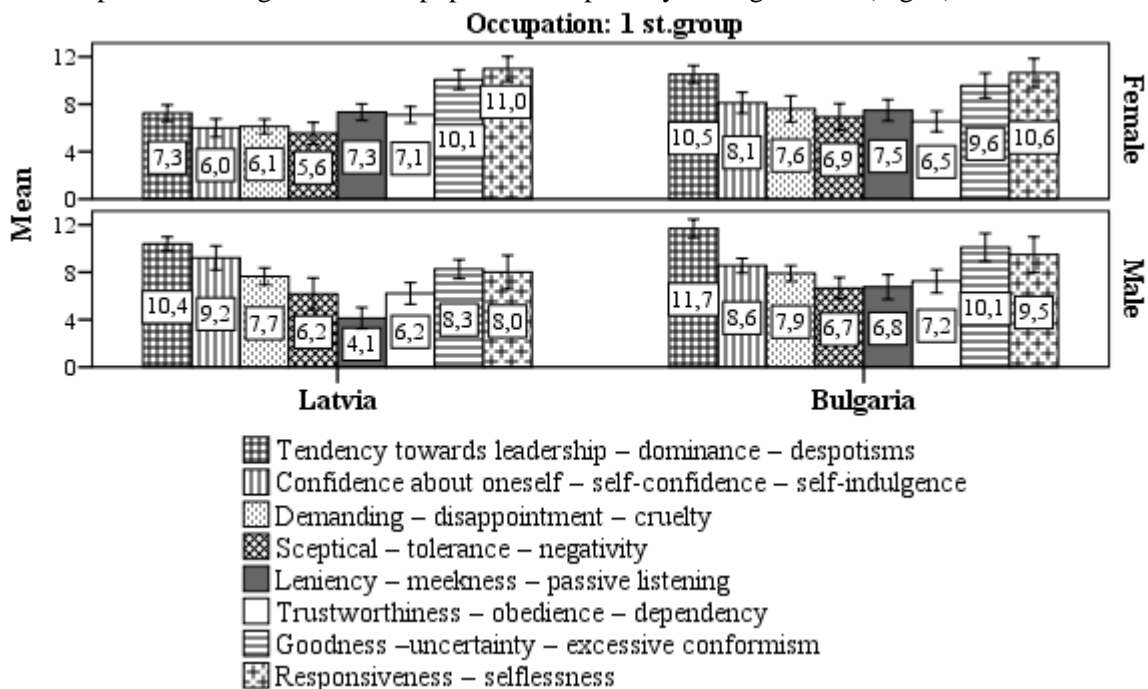 Occupation: 1 st.group
Mean
12
8
4
0
7,3
6,0
6,1
5,6
7,3
7,1
10,1
11,0
10,5
8,1
7,6
6,9
7,5
6,5
9,6
10,6
Female
12
8
4
0
10,4
9,2
7,7
6,2
4,1
6,2
8,3
8,0
11,7
8,6
7,9
6,7
6,8
7,2
10,1
9,5
Male
Latvia
Bulgaria
Tendency towards leadership – dominance – despotisms
Confidence about oneself – self-confidence – self-indulgence
Demanding – disappointment – cruelty
Sceptical – tolerance – negativity
Leniency – meekness – passive listening
Trustworthiness – obedience – dependency
Goodness –uncertainty – excessive conformism
Responsiveness – selflessness